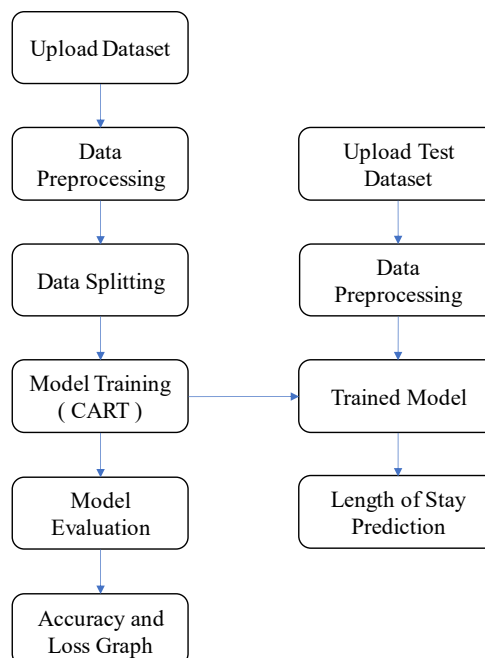 Upload Dataset
Data
Preprocessing
Data Splitting
Model Training
( CART )
Model
Evaluation
Accuracy and
Loss Graph
Upload Test
Dataset
Data
Preprocessing
Trained Model
Length of Stay
Prediction